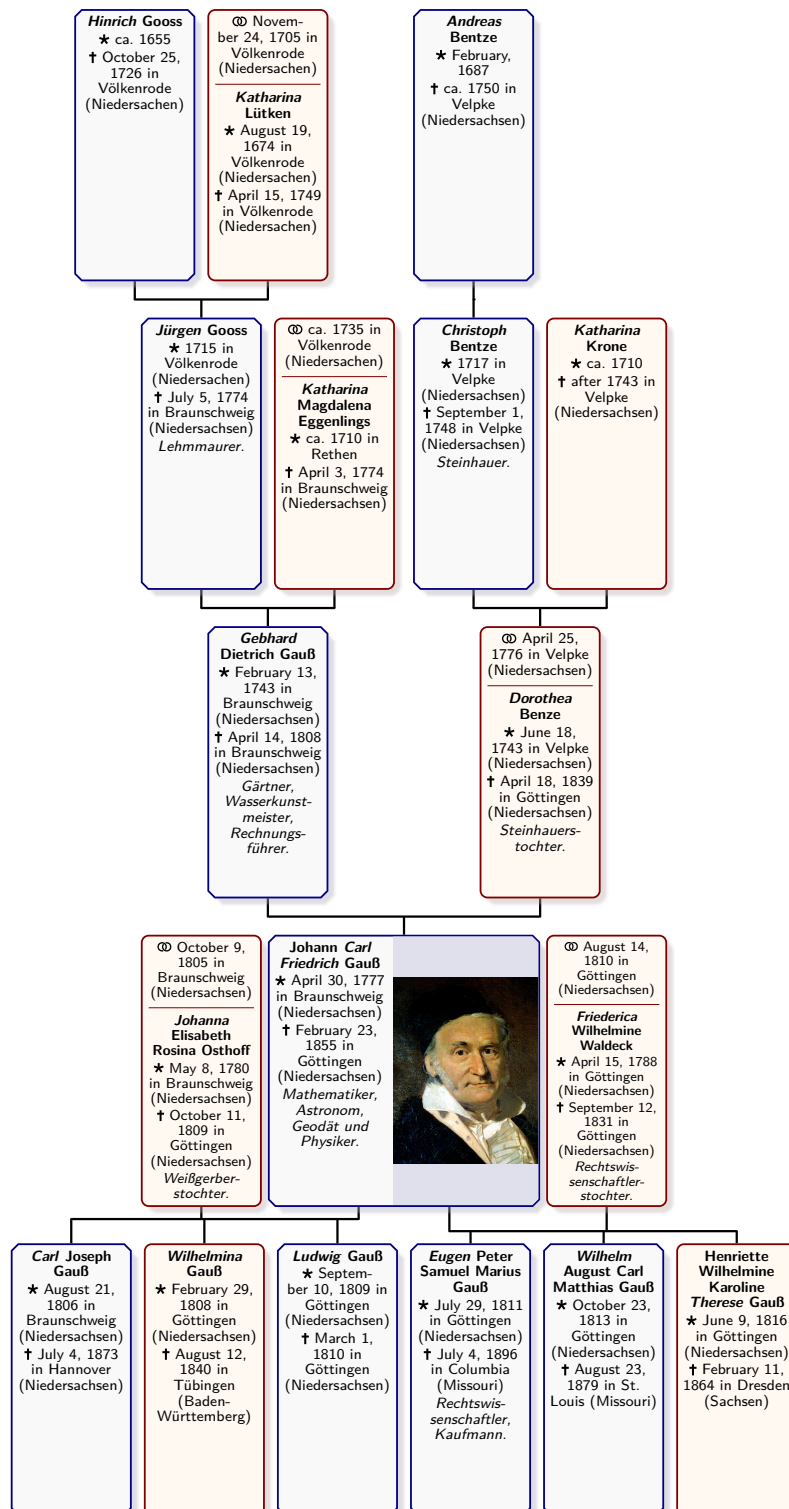 Hinrich Gooss
★ ca. 1655
† October 25,
1726 in
Völkenrode
(Niedersachen)
⚭ Novem-
ber 24, 1705 in
Völkenrode
(Niedersachen)
Katharina
Lütken
★ August 19,
1674 in
Völkenrode
(Niedersachen)
† April 15, 1749
in Völkenrode
(Niedersachen)
Andreas
Bentze
★ February,
1687
† ca. 1750 in
Velpke
(Niedersachsen)
Jürgen Gooss
★ 1715 in
Völkenrode
(Niedersachen)
† July 5, 1774
in Braunschweig
(Niedersachsen)
Lehmmaurer.
⚭ ca. 1735 in
Völkenrode
(Niedersachen)
Katharina
Magdalena
Eggenlings
★ ca. 1710 in
Rethen
† April 3, 1774
in Braunschweig
(Niedersachsen)
Christoph
Bentze
★ 1717 in
Velpke
(Niedersachsen)
† September 1,
1748 in Velpke
(Niedersachsen)
Steinhauer.
Katharina
Krone
★ ca. 1710
† after 1743 in
Velpke
(Niedersachsen)
Gebhard
Dietrich Gauß
★ February 13,
1743 in
Braunschweig
(Niedersachsen)
† April 14, 1808
in Braunschweig
(Niedersachsen)
Gärtner,
Wasserkunst-
meister,
Rechnungs-
führer.
⚭ April 25,
1776 in Velpke
(Niedersachsen)
Dorothea
Benze
★ June 18,
1743 in Velpke
(Niedersachsen)
† April 18, 1839
in Göttingen
(Niedersachsen)
Steinhauers-
tochter.
⚭ October 9,
1805 in
Braunschweig
(Niedersachsen)
Johanna
Elisabeth
Rosina Osthoff
★ May 8, 1780
in Braunschweig
(Niedersachsen)
† October 11,
1809 in
Göttingen
(Niedersachsen)
Weißgerber-
tochter.
Johann Carl
Friedrich Gauß
★ April 30, 1777
in Braunschweig
(Niedersachsen)
† February 23,
1855 in
Göttingen
(Niedersachsen)
Mathematiker,
Astronom,
Geodät und
Physiker.
⚭ August 14,
1810 in
Göttingen
(Niedersachsen)
Friederica
Wilhelmine
Waldeck
★ April 15, 1788
in Göttingen
(Niedersachsen)
† September 12,
1831 in
Göttingen
(Niedersachsen)
Rechtswis-
senschaftler-
stochter.
Carl Joseph
Gauß
★ August 21,
1806 in
Braunschweig
(Niedersachsen)
† July 4, 1873
in Hannover
(Niedersachsen)
Wilhelmina
Gauß
★ February 29,
1808 in
Göttingen
(Niedersachsen)
† August 12,
1840 in
Tübingen
(Baden-
Württemberg)
Ludwig Gauß
★ Septem-
ber 10, 1809 in
Göttingen
(Niedersachsen)
† March 1,
1810 in
Göttingen
(Niedersachsen)
Eugen Peter
Samuel Marius
Gauß
★ July 29, 1811
in Göttingen
(Niedersachsen)
† July 4, 1896
in Columbia
(Missouri)
Rechtswis-
senschaftler,
Kaufmann.
Wilhelm
August Carl
Matthias Gauß
★ October 23,
1813 in
Göttingen
(Niedersachsen)
† August 23,
1879 in St.
Louis (Missouri)
Henriette
Wilhelmine
Karoline
Therese Gauß
★ June 9, 1816
in Göttingen
(Niedersachsen)
† February 11,
1864 in Dresden
(Sachsen)